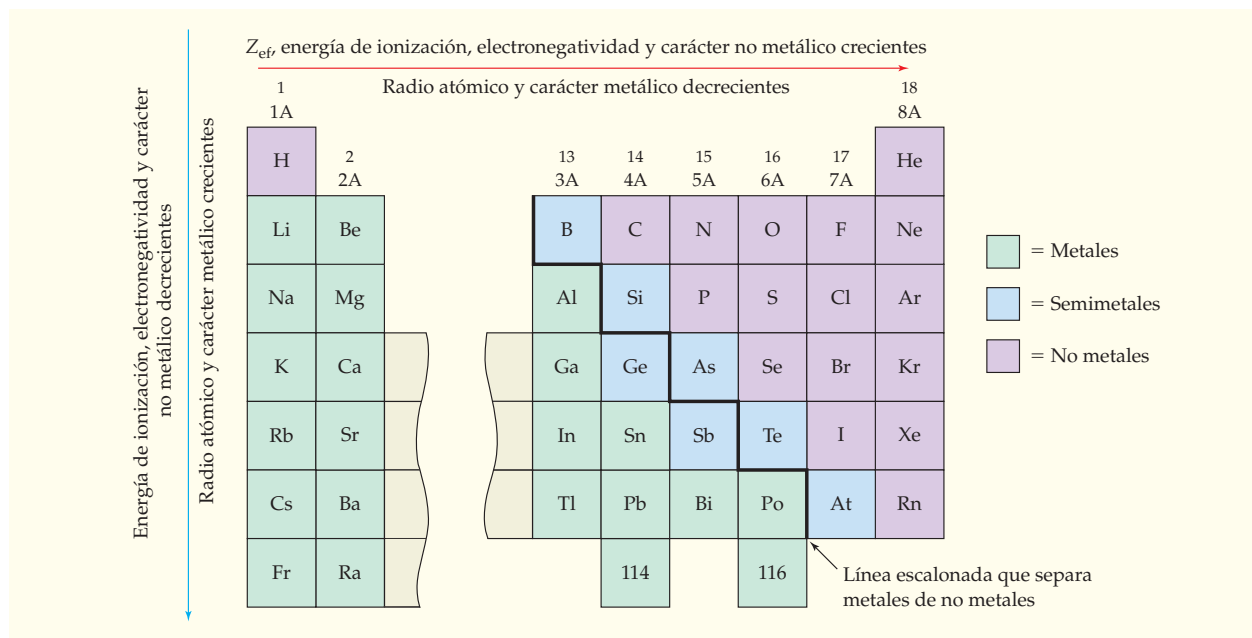 Z_ef, energía de ionización, electronegatividad y carácter no metálico crecientes
Radio atómico y carácter metálico decrecientes
Energía de ionización, electronegatividad y carácter
no metálico decrecientes
Radio atómico y carácter metálico crecientes
1 18
1A 8A
H 2 13 14 15 16 17 He
2A 3A 4A 5A 6A 7A
Li Be B C N O F Ne
Na Mg Al Si P S Cl Ar
K Ca Ga Ge As Se Br Kr
Rb Sr In Sn Sb Te I Xe
Cs Ba Tl Pb Bi Po At Rn
Fr Ra 114 116
= Metales
= Semimetales
= No metales
Línea escalonada que separa
metales de no metales